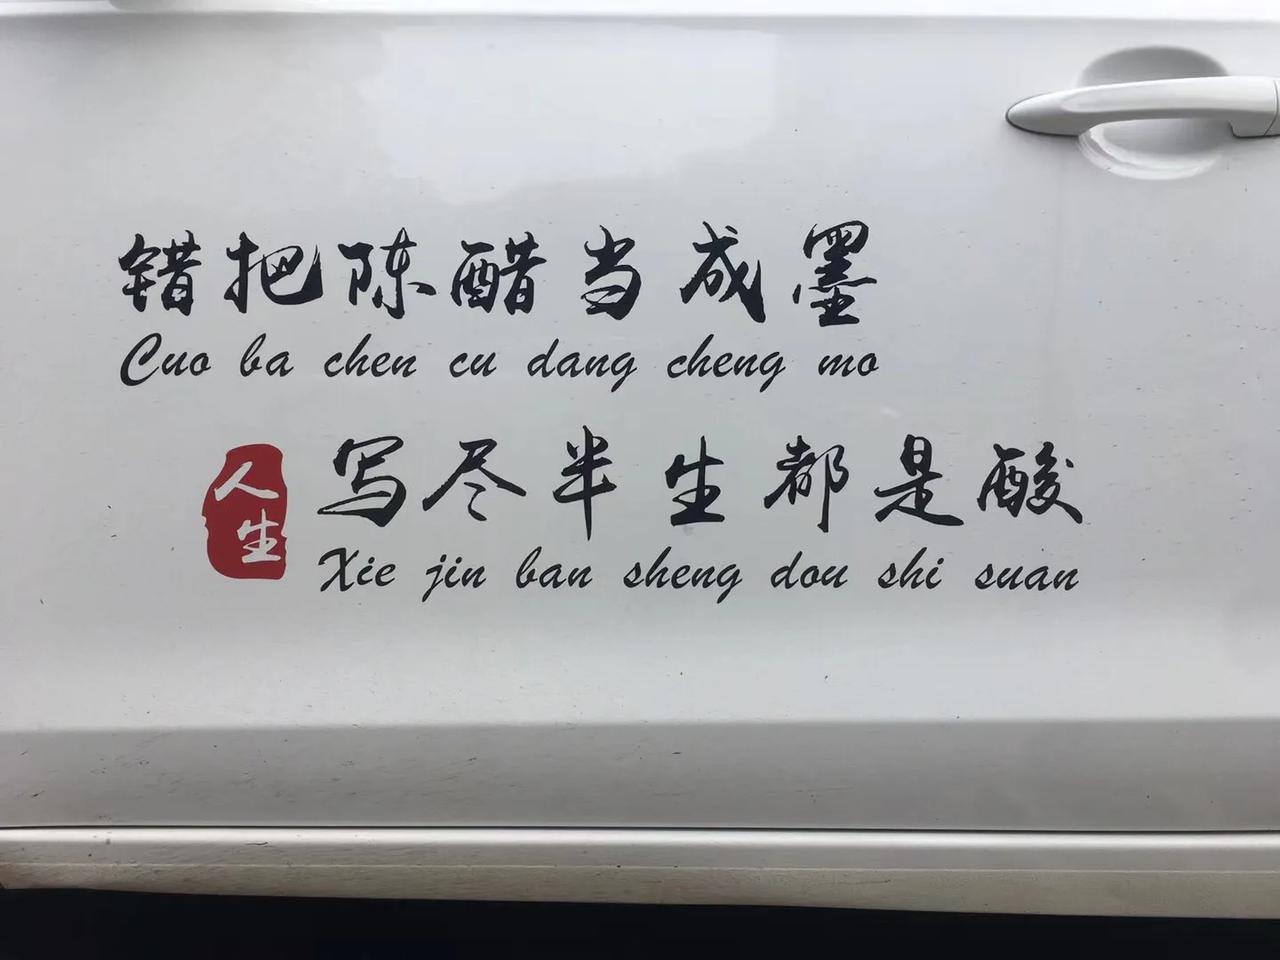 错把陈醋当成墨
Cuo ba chen cu dang cheng mo
人生
写尽半生都是酸
Xie jin ban sheng dou shi suan